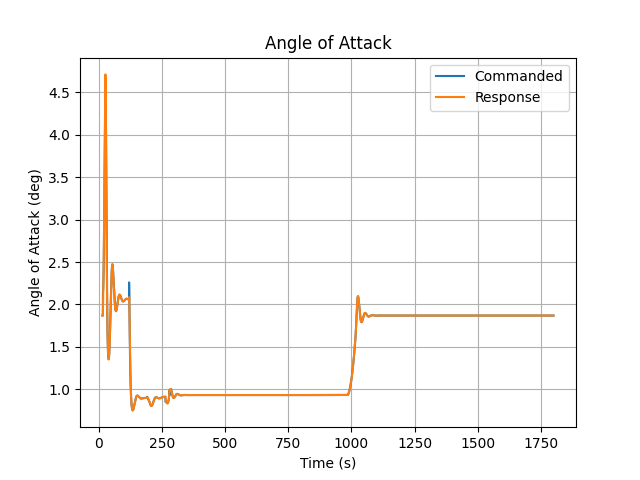 Angle of Attack
Commanded
Response
Angle of Attack (deg)
4.5
4.0
3.5
3.0
2.5
2.0
1.5
1.0
0 250 500 750 1000 1250 1500 1750
Time (s)